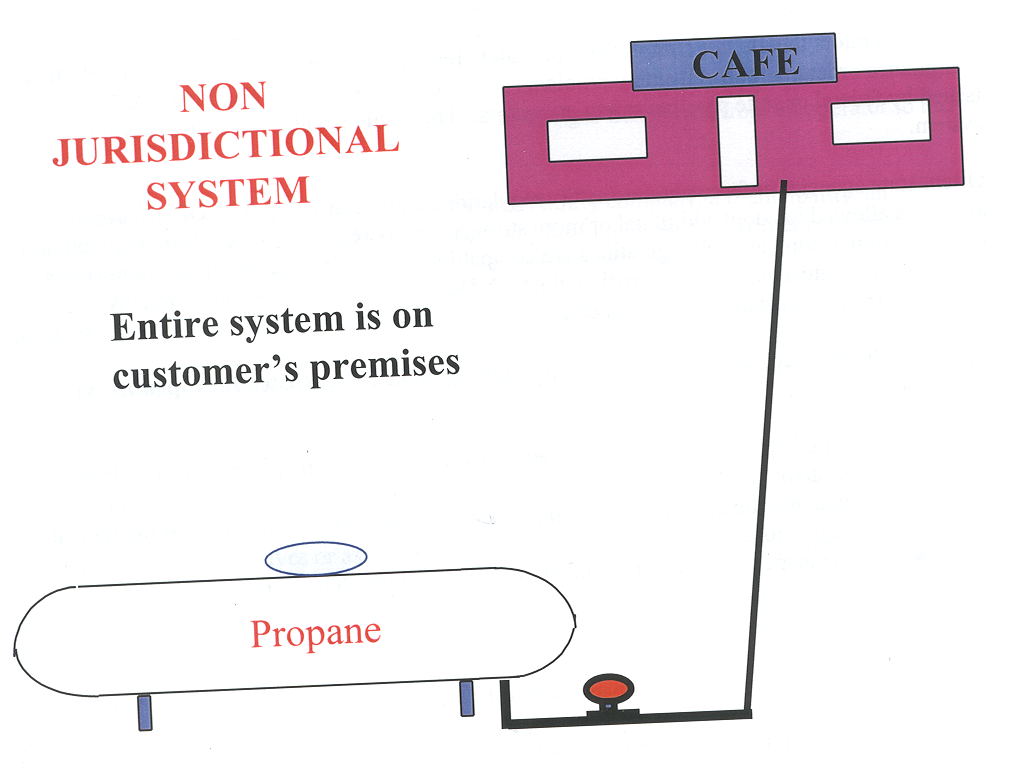 NON
JURISDICTIONAL
SYSTEM
CAFE
Entire system is on
customer’s premises
Propane